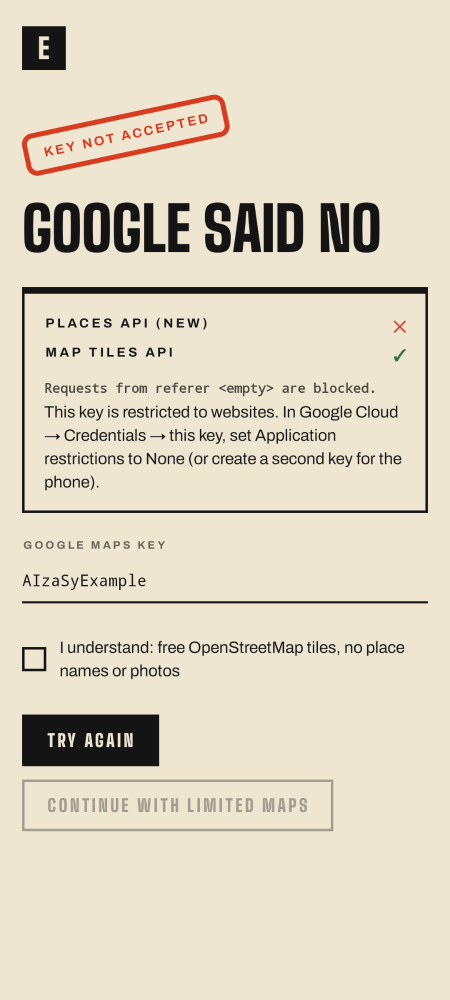 E
KEY NOT ACCEPTED
GOOGLE SAID NO
PLACES API (NEW) ×
MAP TILES API ✓
Requests from referer <empty> are blocked.
This key is restricted to websites. In Google Cloud
→ Credentials → this key, set Application
restrictions to None (or create a second key for the
phone).
GOOGLE MAPS KEY
AIzaSyExample
I understand: free OpenStreetMap tiles, no place
names or photos
TRY AGAIN
CONTINUE WITH LIMITED MAPS